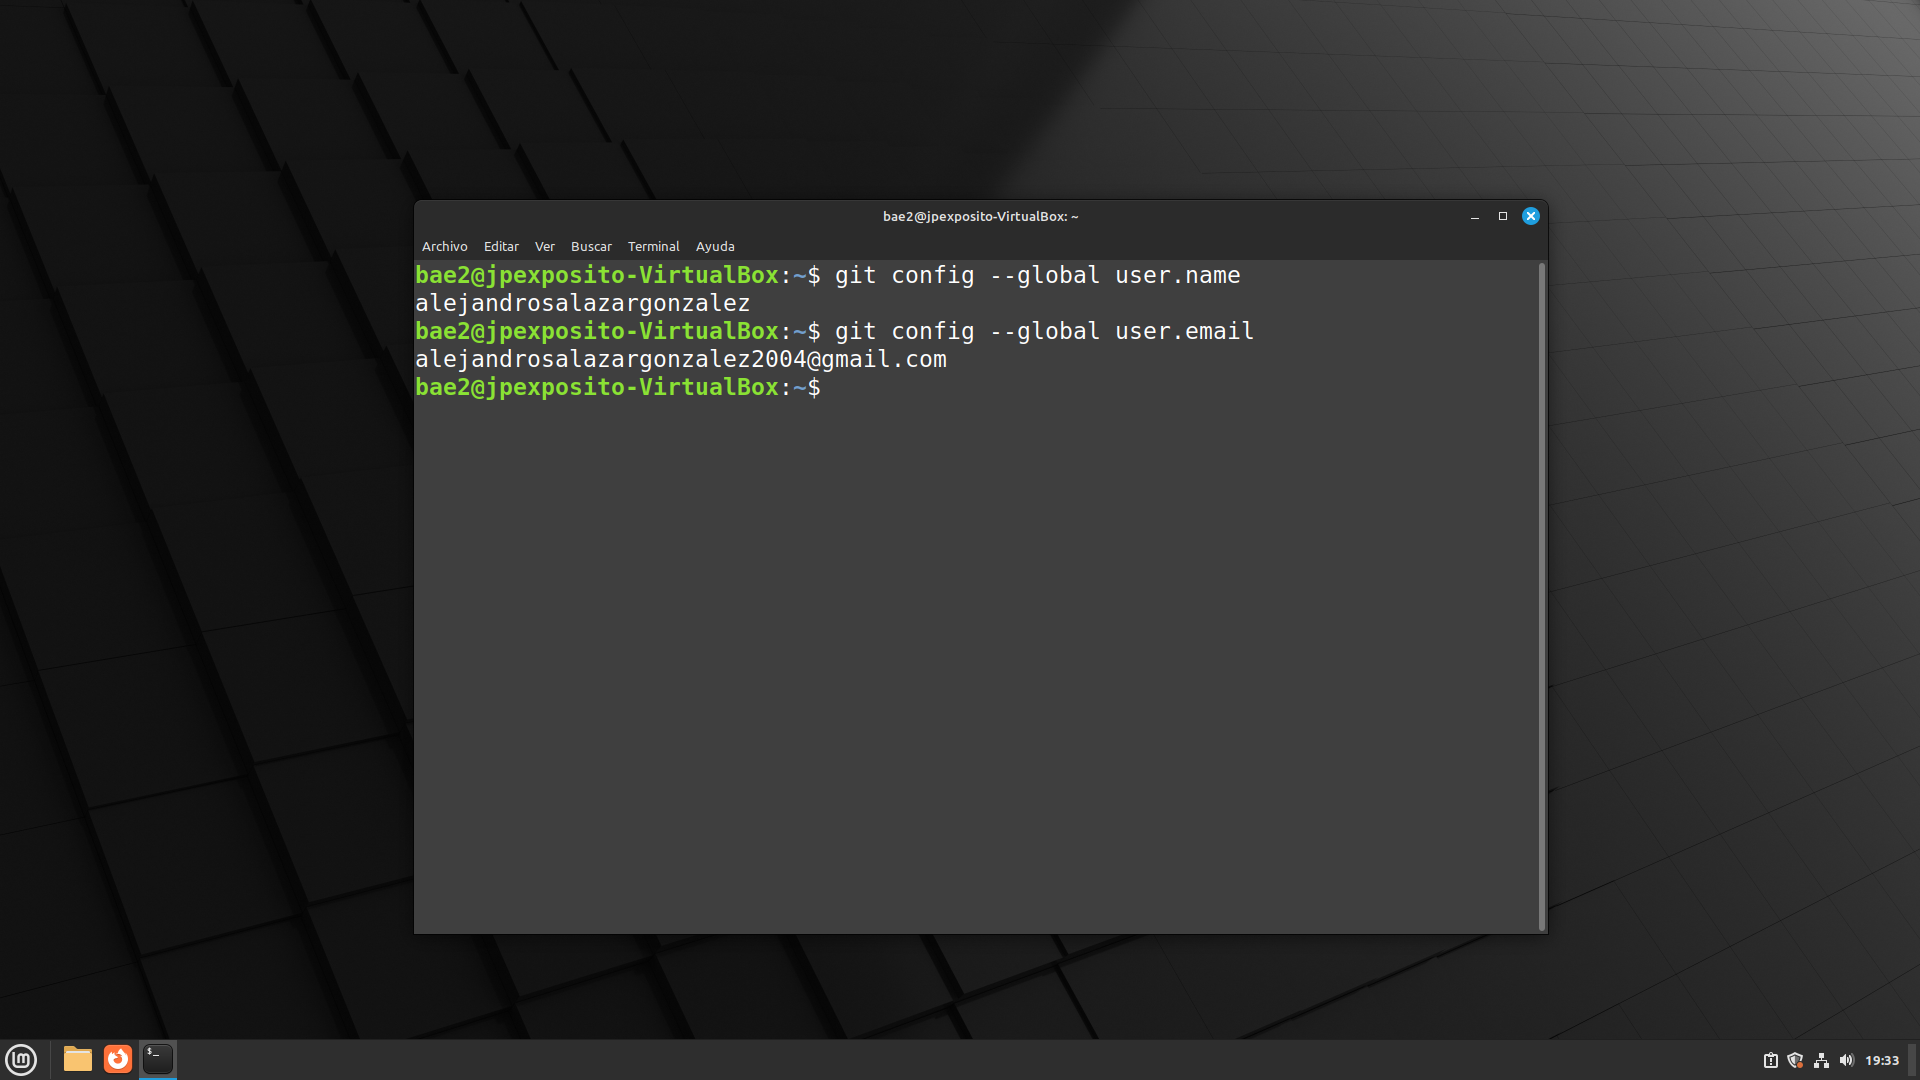 bae2@jpexposito-VirtualBox: ~
Archivo Editar Ver Buscar Terminal Ayuda
bae2@jpexposito-VirtualBox:~$ git config --global user.name
alejandrosalazargonzalez
bae2@jpexposito-VirtualBox:~$ git config --global user.email
alejandrosalazargonzalez2004@gmail.com
bae2@jpexposito-VirtualBox:~$
$_
19:33